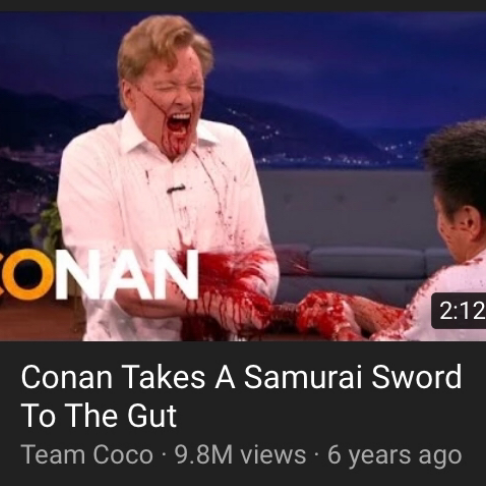 CONAN
2:12
Conan Takes A Samurai Sword
To The Gut
Team Coco · 9.8M views · 6 years ago